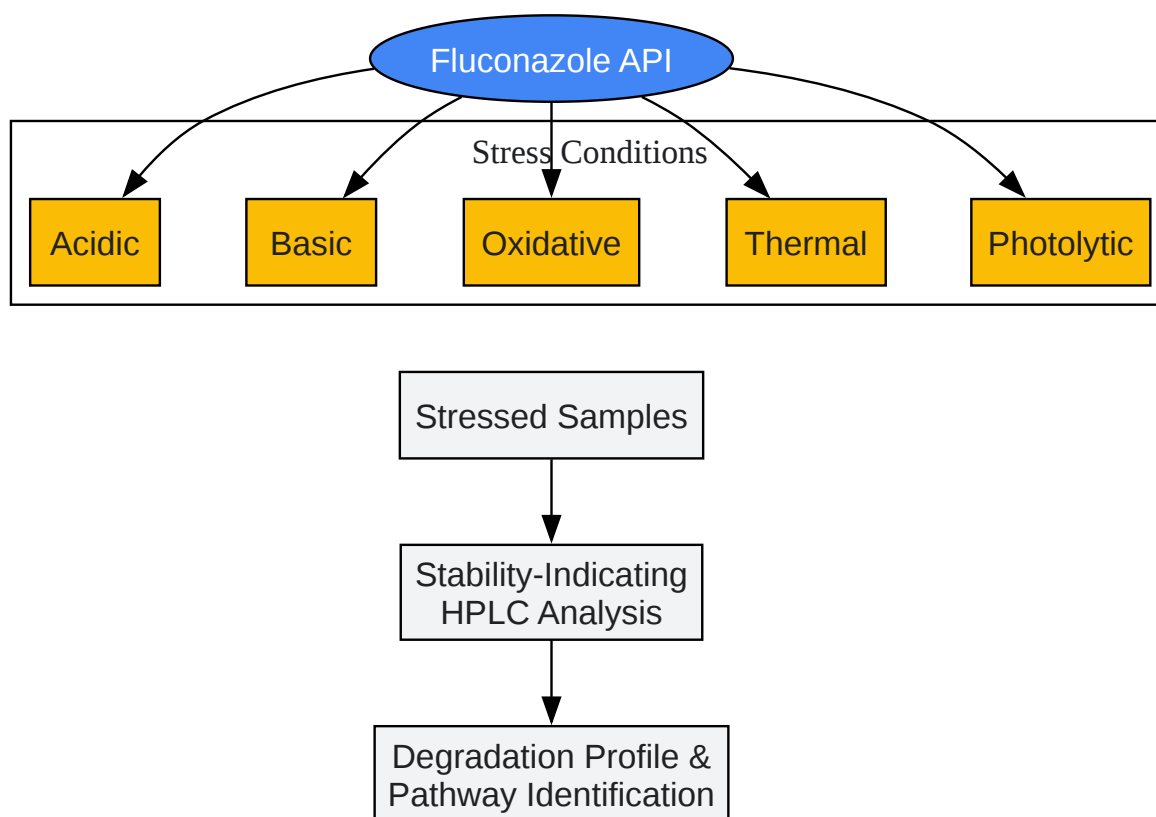 Fluconazole API
Stress Conditions
Acidic
Basic
Oxidative
Thermal
Photolytic
Stressed Samples
Stability-Indicating
HPLC Analysis
Degradation Profile &
Pathway Identification